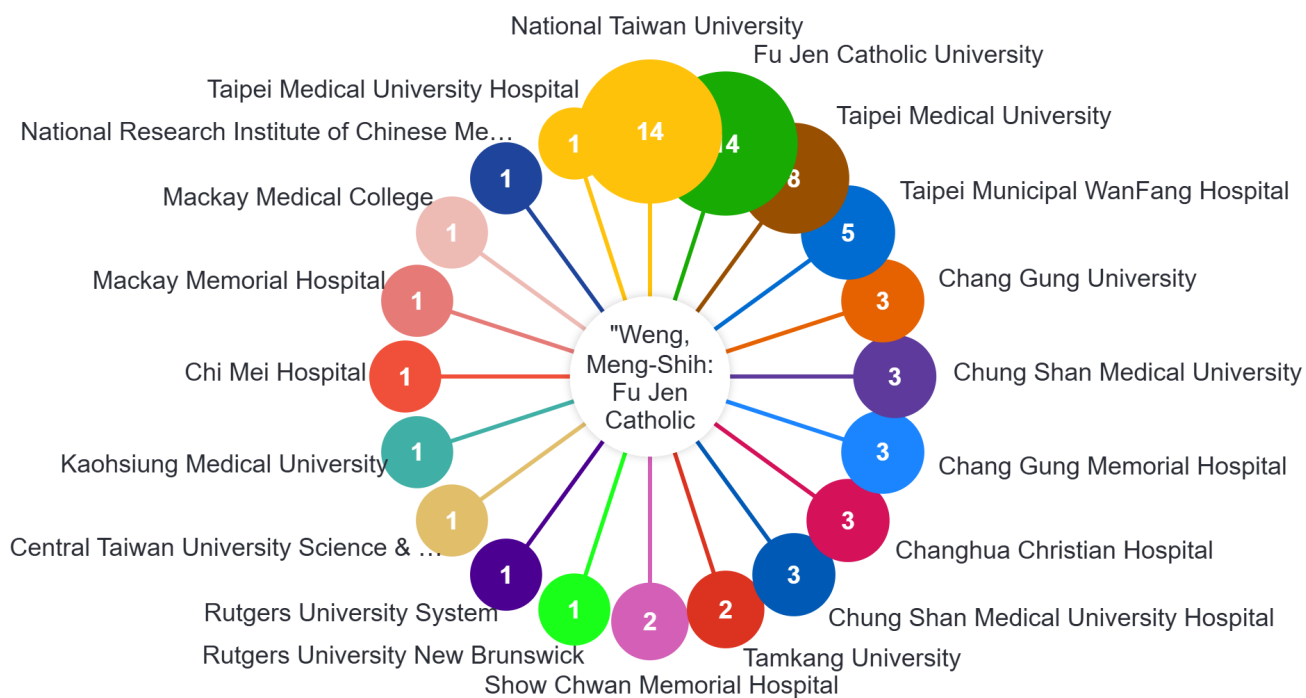 National Taiwan University
14
Fu Jen Catholic University
14
Taipei Medical University
8
Taipei Municipal WanFang Hospital
5
Chang Gung University
3
Chung Shan Medical University
3
Chang Gung Memorial Hospital
3
Changhua Christian Hospital
3
Chung Shan Medical University Hospital
3
Tamkang University
2
Show Chwan Memorial Hospital
2
Rutgers University New Brunswick
1
Rutgers University System
1
Central Taiwan University Science & …
1
Kaohsiung Medical University
1
Chi Mei Hospital
1
Mackay Memorial Hospital
1
Mackay Medical College
1
National Research Institute of Chinese Me…
1
Taipei Medical University Hospital
1
"Weng,
Meng-Shih:
Fu Jen
Catholic